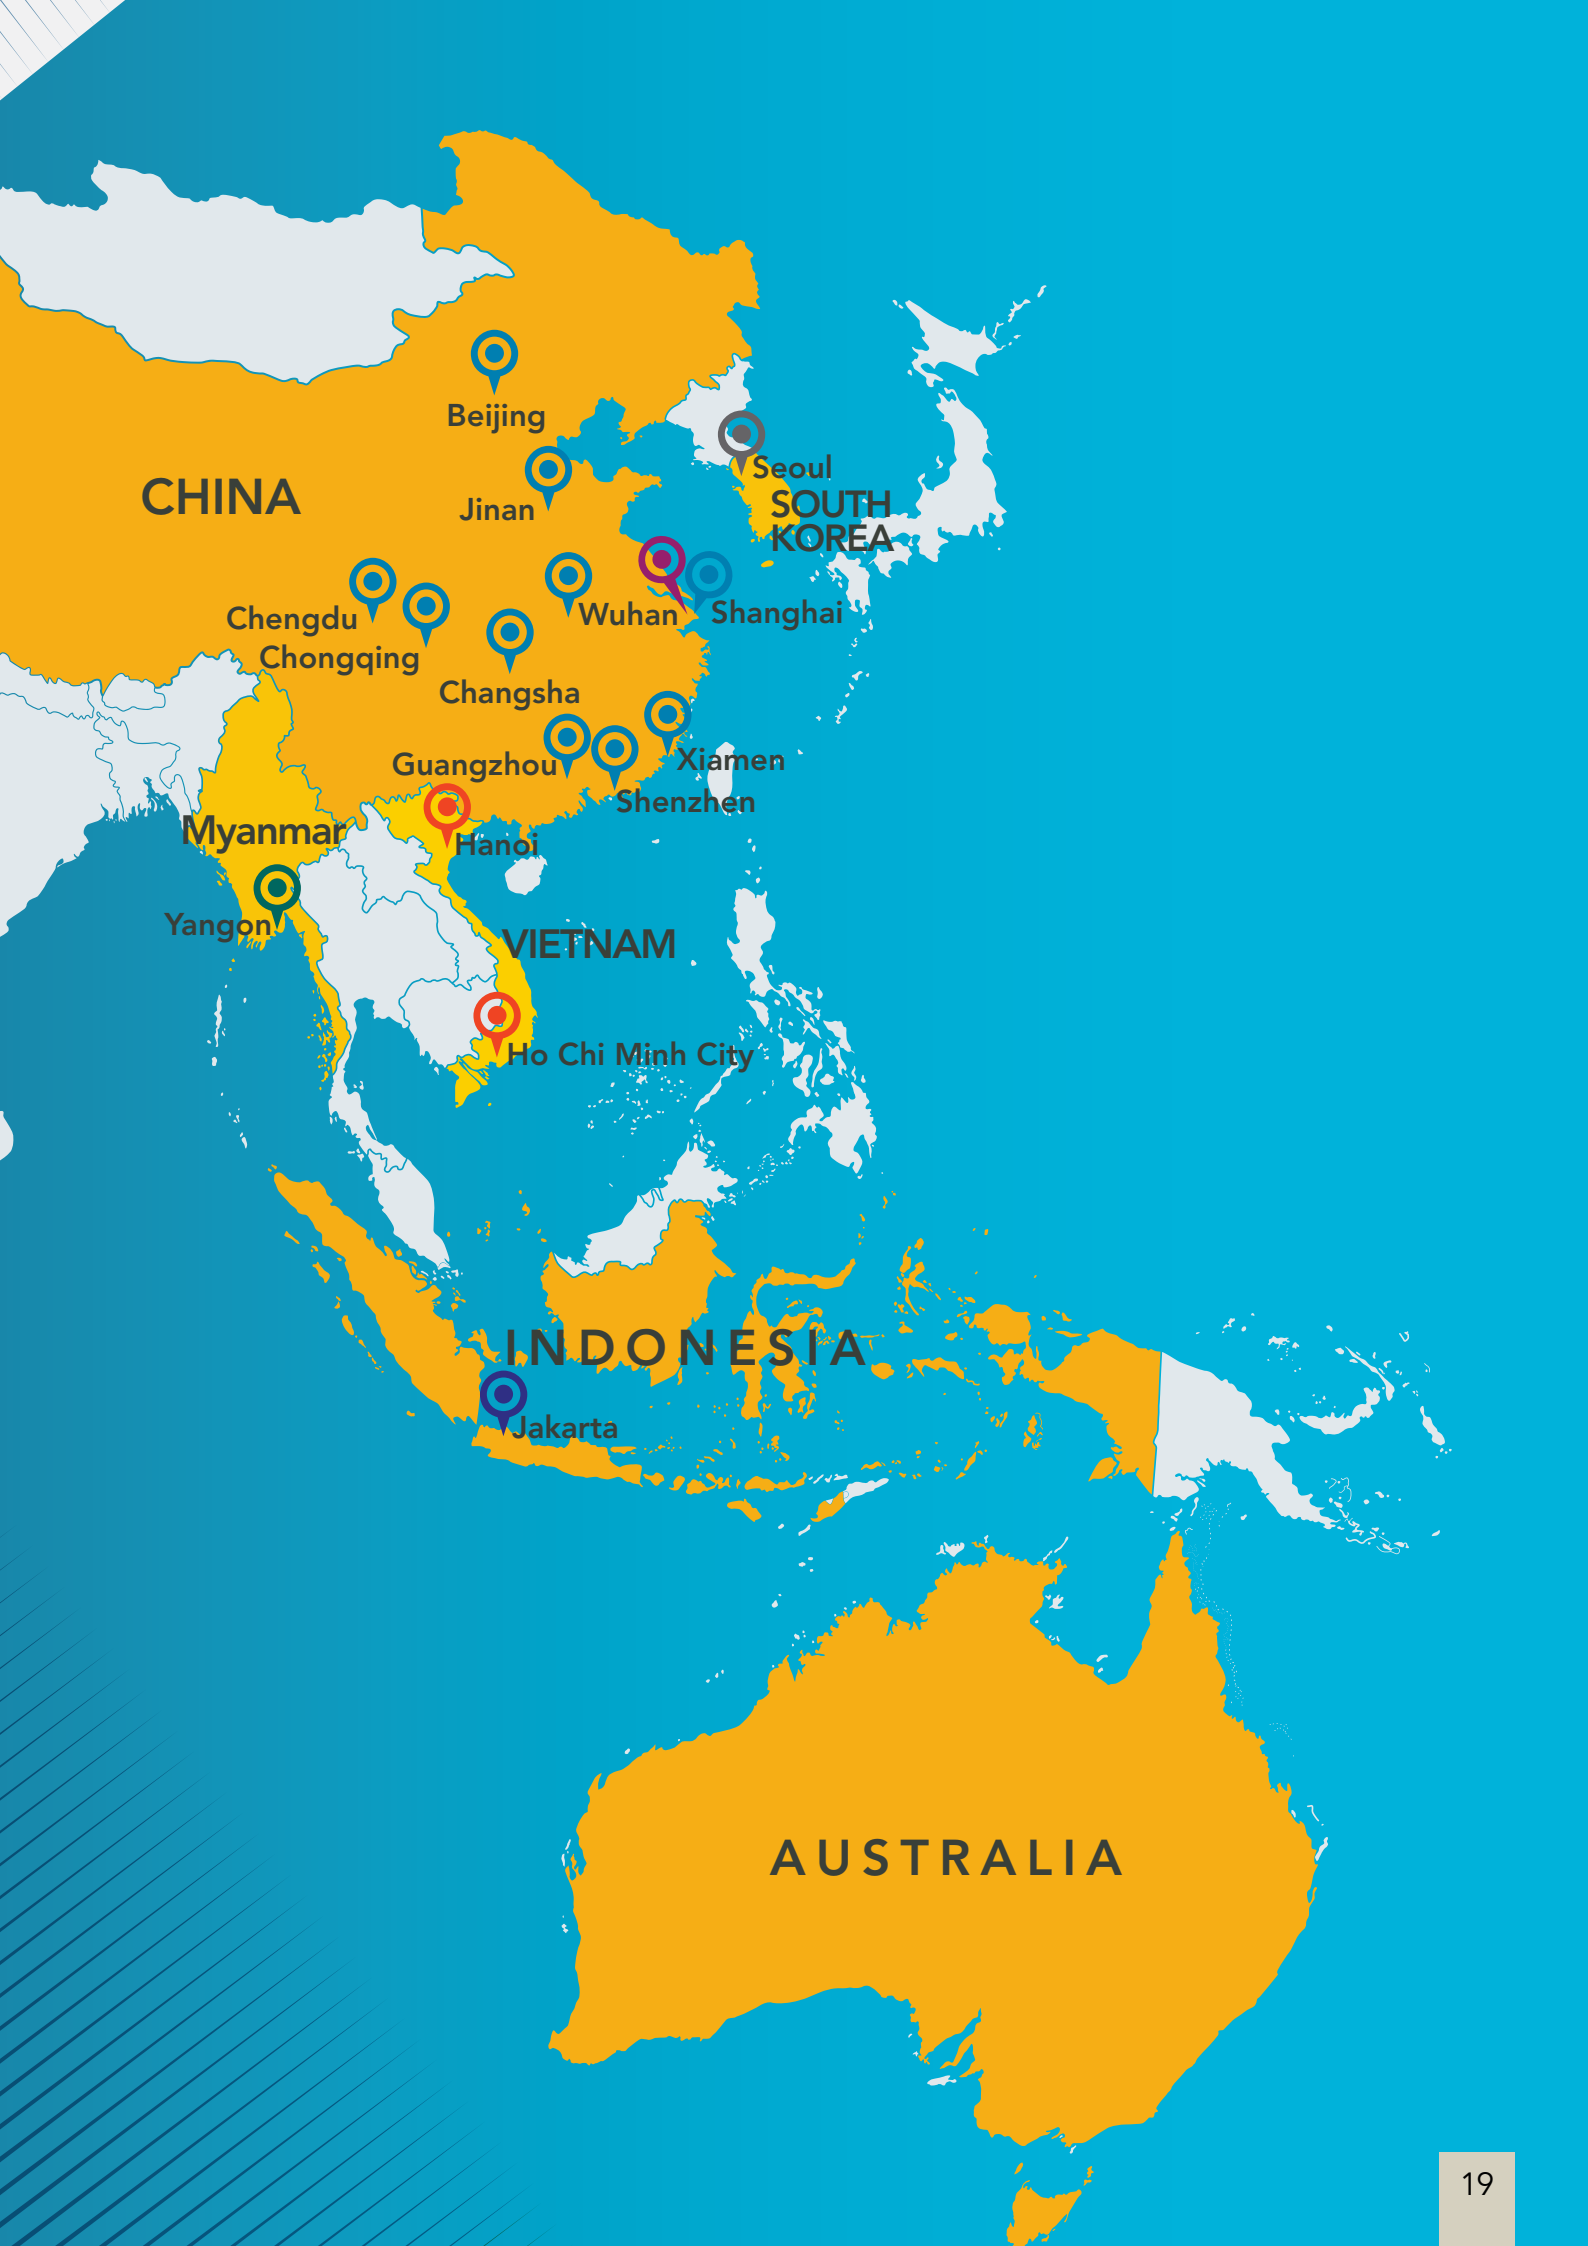 Beijing
Seoul
CHINA
Jinan
SOUTH
KOREA
Chengdu
Wuhan
Shanghai
Chongqing
Changsha
Guangzhou
Xiamen
Shenzhen
Myanmar
Hanoi
Yangon
VIETNAM
Ho Chi Minh City
INDONESIA
Jakarta
AUSTRALIA
19